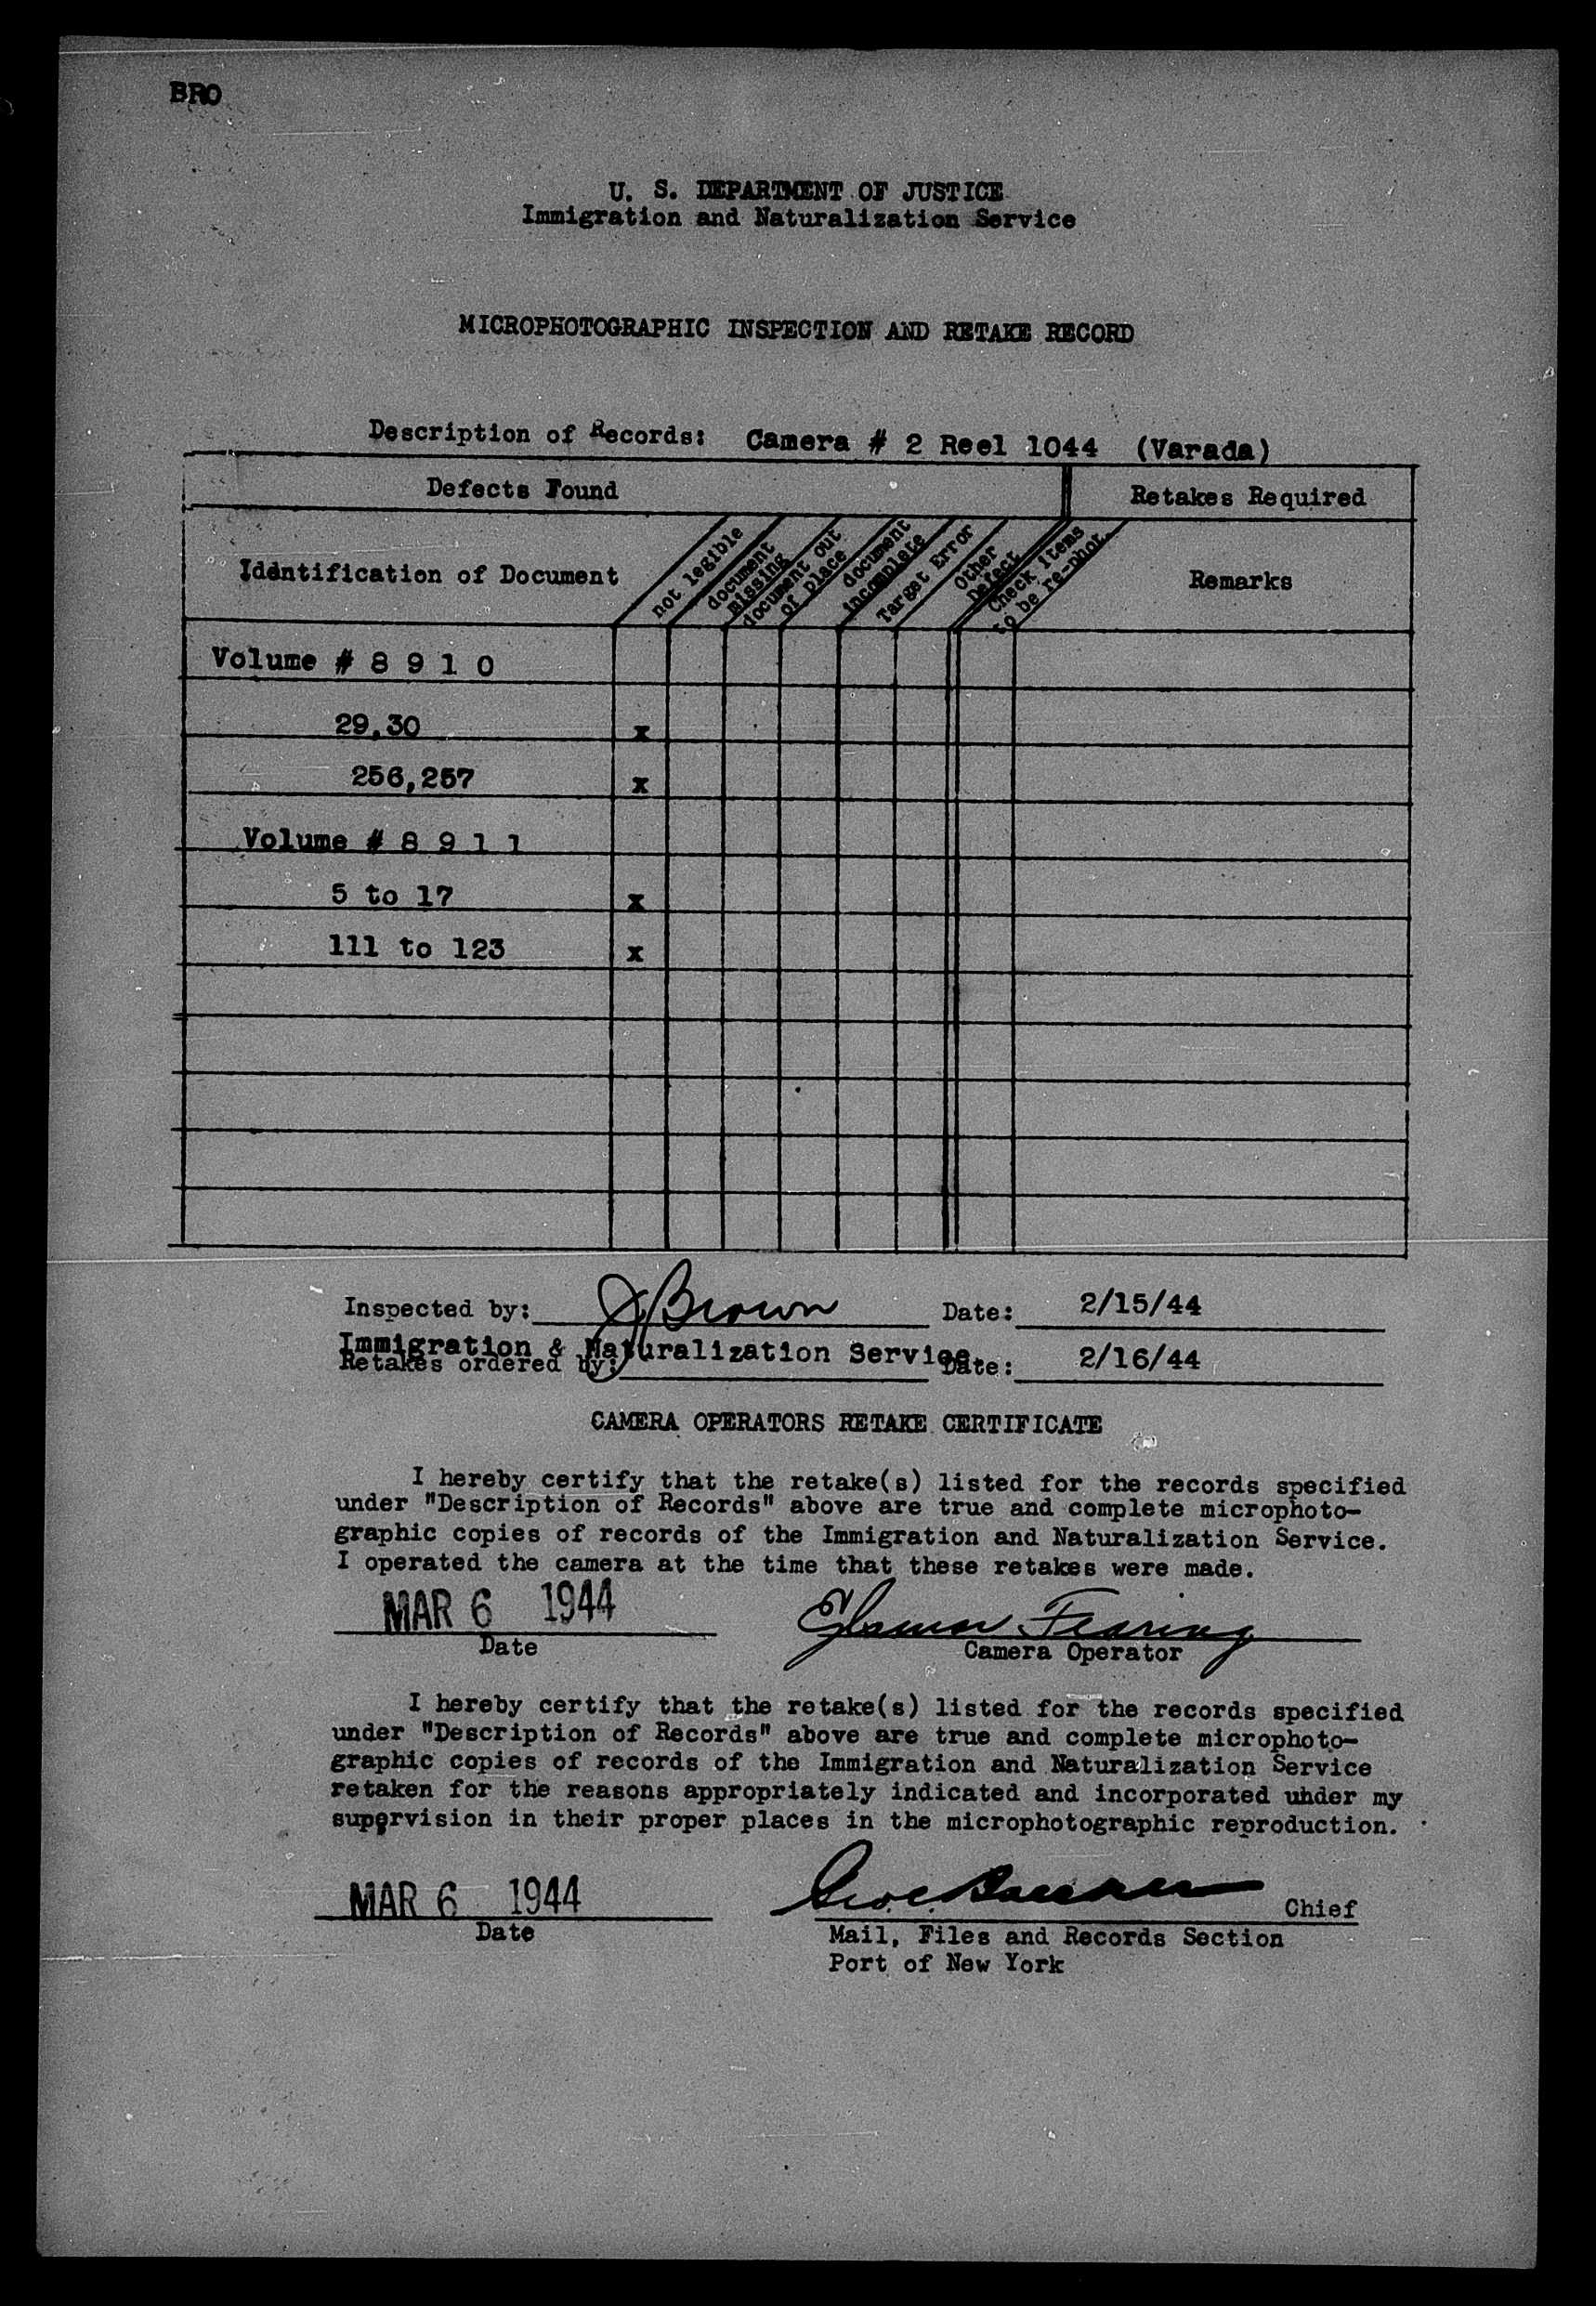 BRO
U. S. DEPARTMENT OF JUSTICE
Immigration and Naturalization Service
MICROPHOTOGRAPHIC INSPECTION AND RETAKE RECORD
Description of Records: Camera # 2 Reel 1044 (Varada)
Defects Found Retakes Required
Identification of Document
not legible
document
missing
document out
of place
document
incomplete
Target Error
Other
Defect
Check items
to be re-phot.
Remarks
Volume # 8 9 1 0
29,30 x
256,257 x
Volume # 8 9 1 1
5 to 17 x
111 to 123 x
Inspected by: J Brown Date: 2/15/44
Immigration & Naturalization Service
Retakes ordered by: Date: 2/16/44
CAMERA OPERATORS RETAKE CERTIFICATE
I hereby certify that the retake(s) listed for the records specified
under "Description of Records" above are true and complete microphoto-
graphic copies of records of the Immigration and Naturalization Service.
I operated the camera at the time that these retakes were made.
MAR 6 1944 Fearing
Date Camera Operator
I hereby certify that the retake(s) listed for the records specified
under "Description of Records" above are true and complete microphoto-
graphic copies of records of the Immigration and Naturalization Service
retaken for the reasons appropriately indicated and incorporated under my
supervision in their proper places in the microphotographic reproduction.
MAR 6 1944 Chief
Date Mail, Files and Records Section
Port of New York